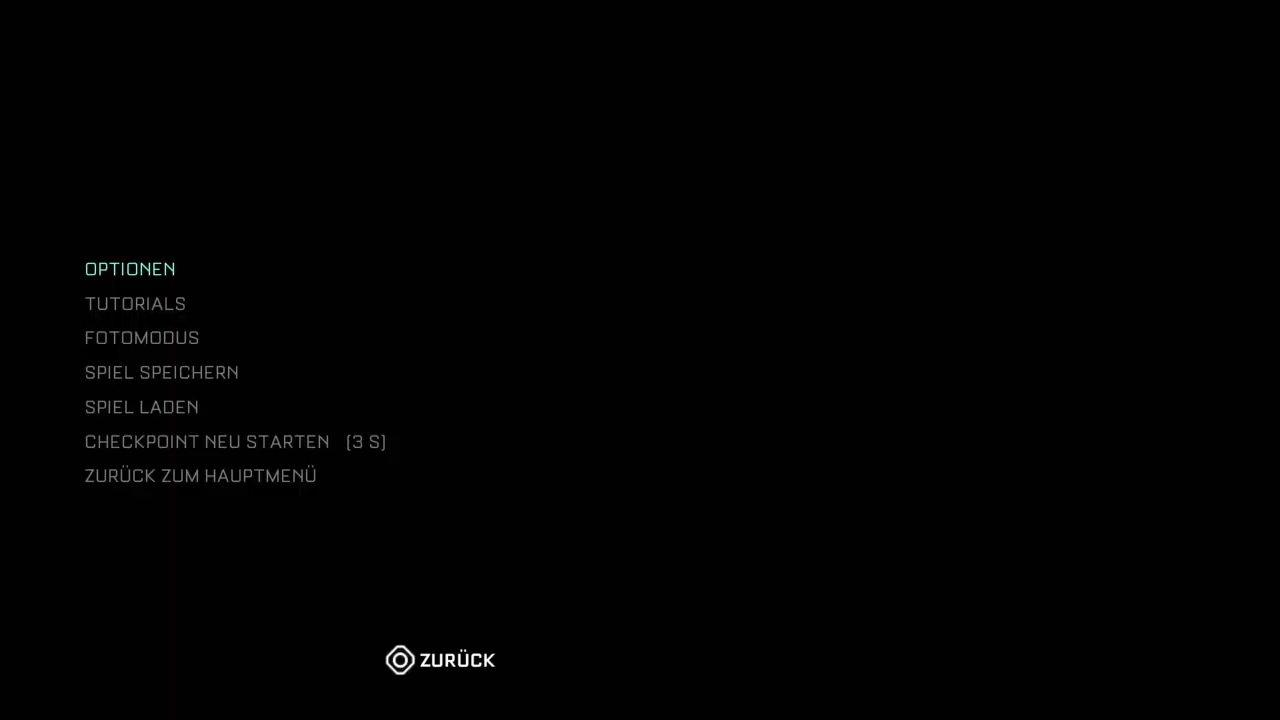 OPTIONEN
TUTORIALS
FOTOMODUS
SPIEL SPEICHERN
SPIEL LADEN
CHECKPOINT NEU STARTEN (3 S)
ZURÜCK ZUM HAUPTMENÜ
ZURÜCK